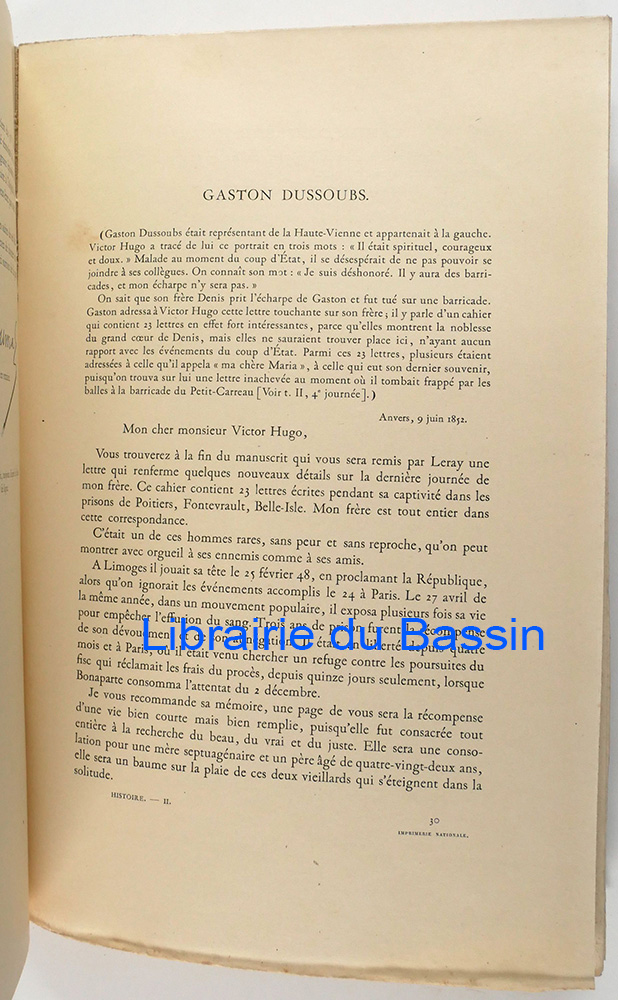 GASTON DUSSOUBS.
(Gaston Dussoubs était représentant de la Haute-Vienne et appartenait à la gauche.
Victor Hugo a tracé de lui ce portrait en trois mots : « Il était spirituel, courageux
et doux. » Malade au moment du coup d'État, il se désespérait de ne pas pouvoir se
joindre à ses collègues. On connaît son mot : « Je suis déshonoré. Il y aura des barri-
cades, et mon écharpe n'y sera pas. »
On sait que son frère Denis prit l'écharpe de Gaston et fut tué sur une barricade.
Gaston adressa à Victor Hugo cette lettre touchante sur son frère; il y parle d'un cahier
qui contient 23 lettres en effet fort intéressantes, parce qu'elles montrent la noblesse
du grand cœur de Denis, mais elles ne sauraient trouver place ici, n'ayant aucun
rapport avec les événements du coup d'État. Parmi ces 23 lettres, plusieurs étaient
adressées à celle qu'il appela « ma chère Maria », à celle qui eut son dernier souvenir,
puisqu'on trouva sur lui une lettre inachevée au moment où il tombait frappé par les
balles à la barricade du Petit-Carreau [Voir t. II, 4e journée].)
Anvers, 9 juin 1852.
Mon cher monsieur Victor Hugo,
Vous trouverez à la fin du manuscrit qui vous sera remis par Leray une
lettre qui renferme quelques nouveaux détails sur la dernière journée de
mon frère. Ce cahier contient 23 lettres écrites pendant sa captivité dans les
prisons de Poitiers, Fontevrault, Belle-Isle. Mon frère est tout entier dans
cette correspondance.
C'était un de ces hommes rares, sans peur et sans reproche, qu'on peut
montrer avec orgueil à ses ennemis comme à ses amis.
A Limoges il jouait sa tête le 25 février 48, en proclamant la République,
alors qu'on ignorait les événements accomplis le 24 à Paris. Le 27 avril de
la même année, dans un mouvement populaire, il exposa plusieurs fois sa vie
pour empêcher l'effusion du sang. Trois ans de prison furent la récompense
de son dévouement et de son abnégation. Il était en liberté depuis quatre
mois et à Paris, où il était venu chercher un refuge contre les poursuites du
fisc qui réclamait les frais du procès, depuis quinze jours seulement, lorsque
Bonaparte consomma l'attentat du 2 décembre.
Je vous recommande sa mémoire, une page de vous sera la récompense
d'une vie bien courte mais bien remplie, puisqu'elle fut consacrée tout
entière à la recherche du beau, du vrai et du juste. Elle sera une conso-
lation pour une mère septuagénaire et un père âgé de quatre-vingt-deux ans,
elle sera un baume sur la plaie de ces deux vieillards qui s'éteignent dans la
solitude.
HISTOIRE. — II.
30
IMPRIMERIE NATIONALE.
Librairie du Bassin